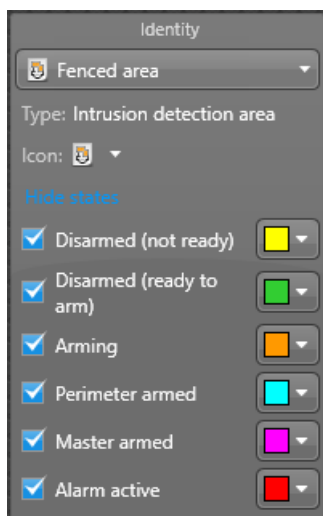 Identity
Fenced area
Type: Intrusion detection area
Icon:
Hide states
Disarmed (not ready)
Disarmed (ready to
arm)
Arming
Perimeter armed
Master armed
Alarm active